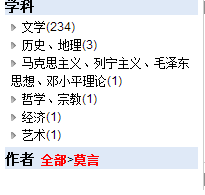 学科
文学(234)
历史、地理(3)
马克思主义、列宁主义、毛泽东
思想、邓小平理论(1)
哲学、宗教(1)
经济(1)
艺术(1)
作者 全部>莫言